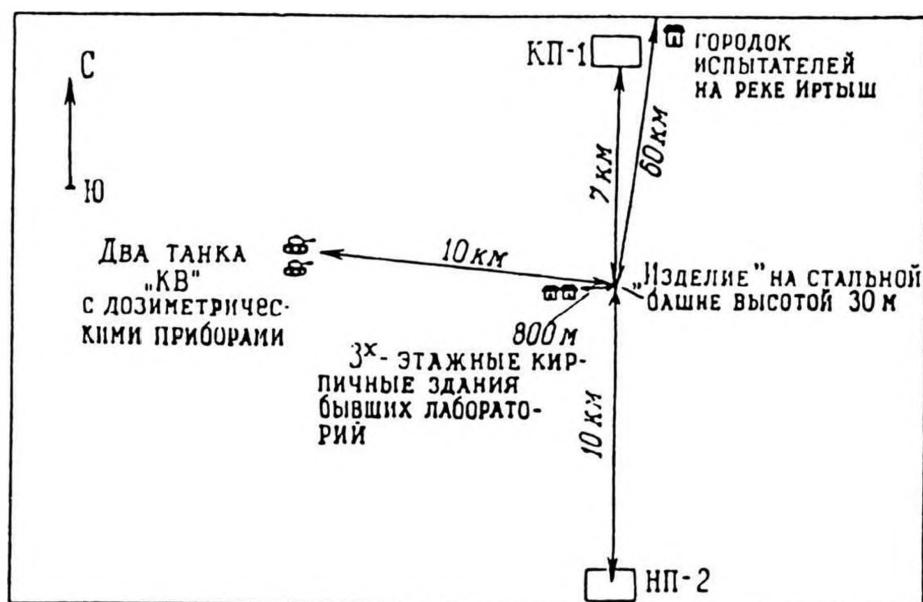 С
Ю
КП-1
ГОРОДОК
ИСПЫТАТЕЛЕЙ
НА РЕКЕ ИРТЫШ
7 км
60 км
ДВА ТАНКА
„КВ"
С ДОЗИМЕТРИЧЕС-
КИМИ ПРИБОРАМИ
10 км
„ИЗДЕЛИЕ" НА СТАЛЬНОЙ
БАШНЕ ВЫСОТОЙ 30 М
800 м
3х- ЭТАЖНЫЕ КИР-
ПИЧНЫЕ ЗДАНИЯ
БЫВШИХ ЛАБОРАТО-
РИЙ
10 км
НП-2